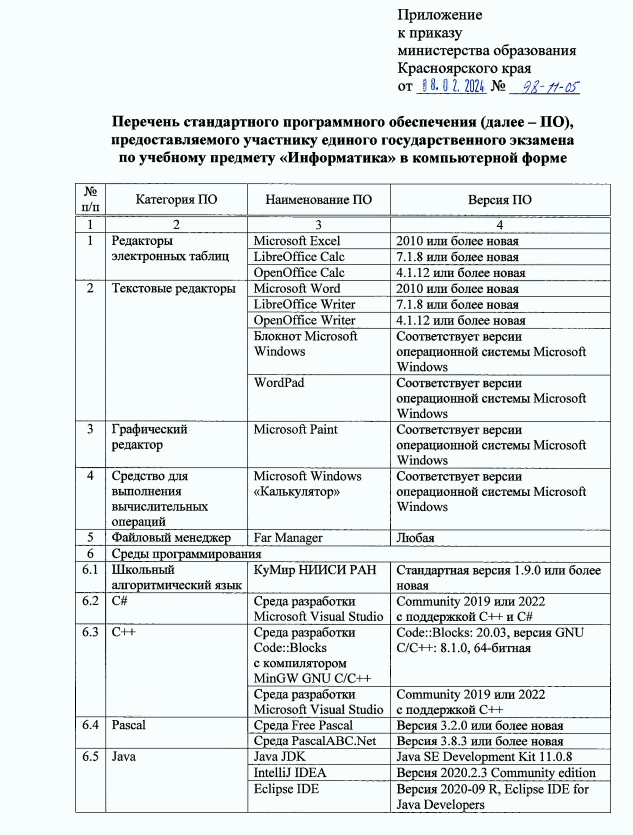 Приложение
к приказу
министерства образования
Красноярского края
от 08.02.2024 № 98-11-05
Перечень стандартного программного обеспечения (далее – ПО),
предоставляемого участнику единого государственного экзамена
по учебному предмету «Информатика» в компьютерной форме
№ п/п Категория ПО Наименование ПО Версия ПО
1 2 3 4
1 Редакторы электронных таблиц Microsoft Excel 2010 или более новая
LibreOffice Calc 7.1.8 или более новая
OpenOffice Calc 4.1.12 или более новая
2 Текстовые редакторы Microsoft Word 2010 или более новая
LibreOffice Writer 7.1.8 или более новая
OpenOffice Writer 4.1.12 или более новая
Блокнот Microsoft Windows Соответствует версии операционной системы Microsoft Windows
WordPad Соответствует версии операционной системы Microsoft Windows
3 Графический редактор Microsoft Paint Соответствует версии операционной системы Microsoft Windows
4 Средство для выполнения вычислительных операций Microsoft Windows «Калькулятор» Соответствует версии операционной системы Microsoft Windows
5 Файловый менеджер Far Manager Любая
6 Среды программирования
6.1 Школьный алгоритмический язык КуМир НИИСИ РАН Стандартная версия 1.9.0 или более новая
6.2 C# Среда разработки Microsoft Visual Studio Community 2019 или 2022 с поддержкой C++ и C#
6.3 C++ Среда разработки Code::Blocks с компилятором MinGW GNU C/C++ Code::Blocks: 20.03, версия GNU C/C++: 8.1.0, 64-битная
Среда разработки Microsoft Visual Studio Community 2019 или 2022 с поддержкой C++
6.4 Pascal Среда Free Pascal Версия 3.2.0 или более новая
Среда PascalABC.Net Версия 3.8.3 или более новая
6.5 Java Java JDK Java SE Development Kit 11.0.8
IntelliJ IDEA Версия 2020.2.3 Community edition
Eclipse IDE Версия 2020-09 R, Eclipse IDE for Java Developers